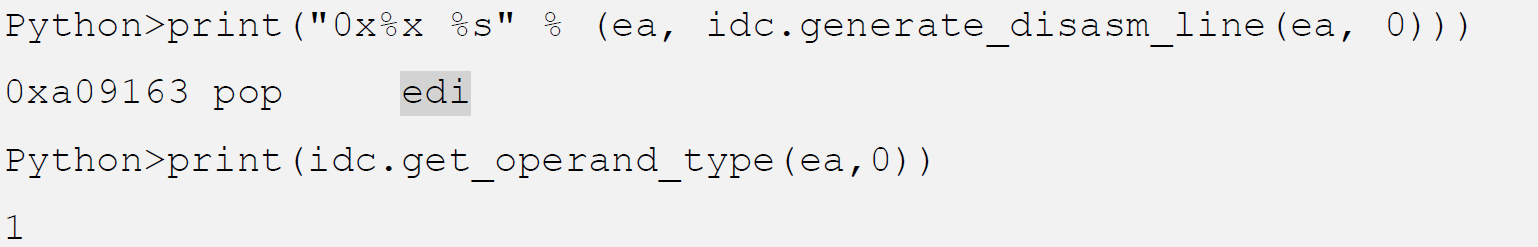 Python>print("0x%x %s" % (ea, idc.generate_disasm_line(ea, 0)))
0xa09163 pop     edi
Python>print(idc.get_operand_type(ea,0))
1